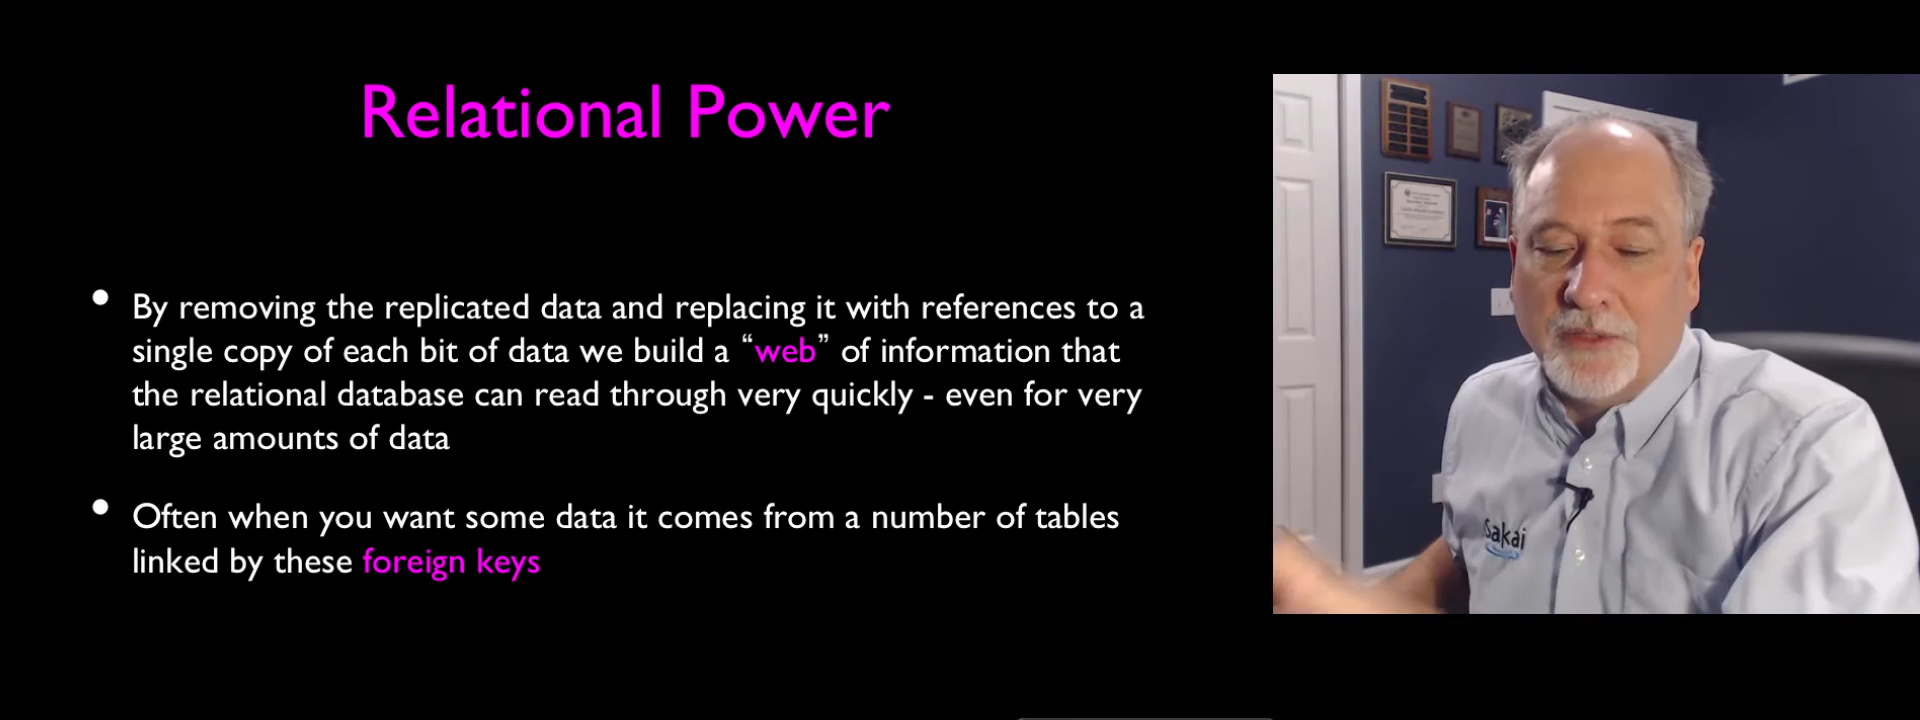 Relational Power
• By removing the replicated data and replacing it with references to a
single copy of each bit of data we build a “web” of information that
the relational database can read through very quickly - even for very
large amounts of data
• Often when you want some data it comes from a number of tables
linked by these foreign keys
sakai